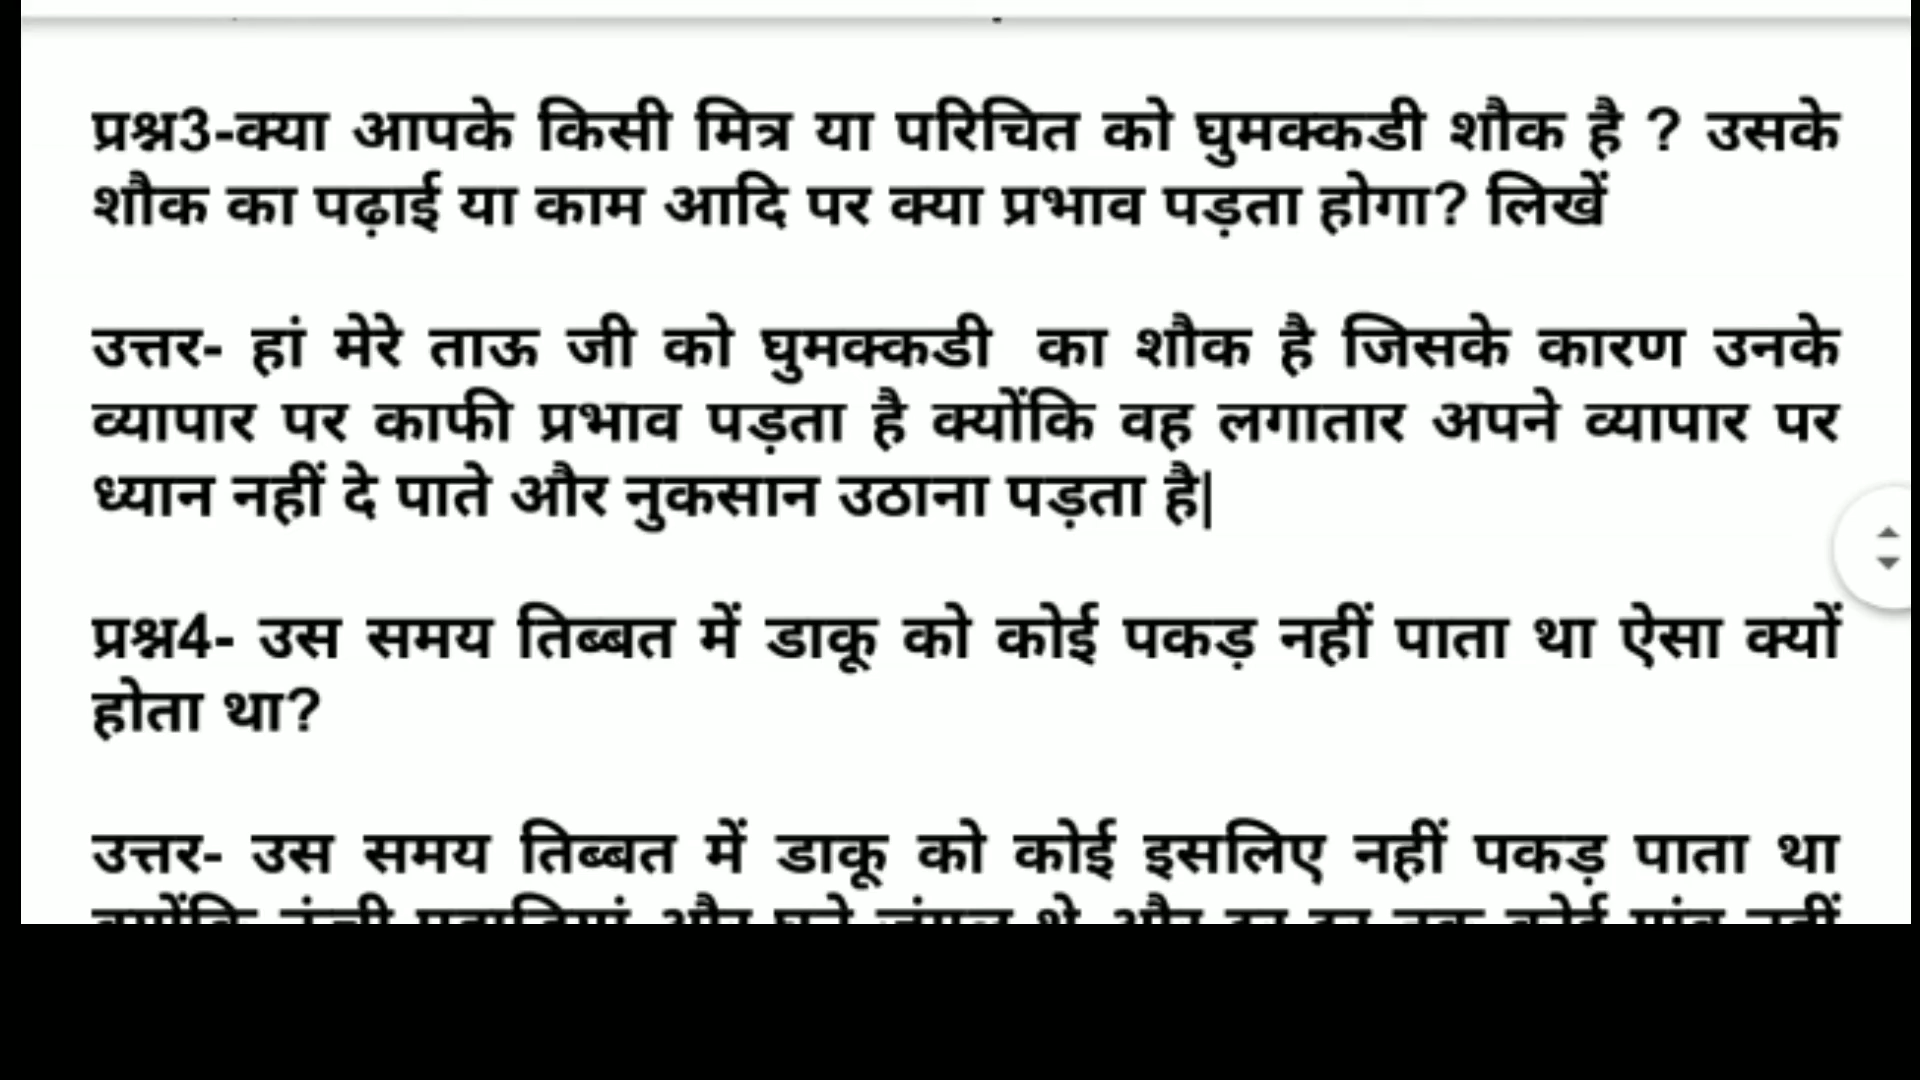 प्रश्न3-क्या आपके किसी मित्र या परिचित को घुमक्कडी शौक है ? उसके
शौक का पढ़ाई या काम आदि पर क्या प्रभाव पड़ता होगा? लिखें
उत्तर- हां मेरे ताऊ जी को घुमक्कडी का शौक है जिसके कारण उनके
व्यापार पर काफी प्रभाव पड़ता है क्योंकि वह लगातार अपने व्यापार पर
ध्यान नहीं दे पाते और नुकसान उठाना पड़ता है|
प्रश्न4- उस समय तिब्बत में डाकू को कोई पकड़ नहीं पाता था ऐसा क्यों
होता था?
उत्तर- उस समय तिब्बत में डाकू को कोई इसलिए नहीं पकड़ पाता था